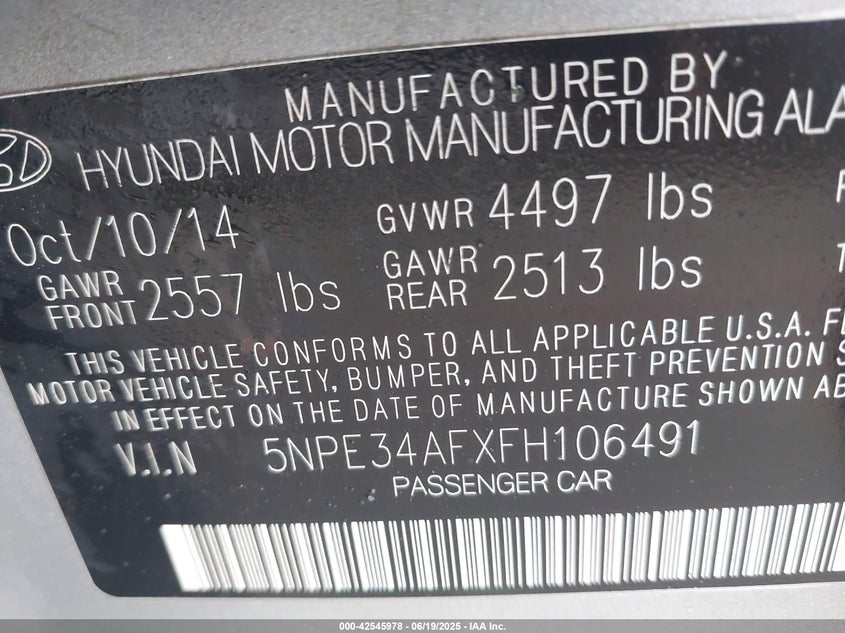 MANUFACTURED BY
HYUNDAI MOTOR MANUFACTURING
Oct/10/14 GVWR 4497 lbs
GAWR FRONT 2557 lbs GAWR REAR 2513 lbs
THIS VEHICLE CONFORMS TO ALL APPLICABLE U.S.A.
MOTOR VEHICLE SAFETY, BUMPER, AND THEFT PREVENTION
IN EFFECT ON THE DATE OF MANUFACTURE SHOWN
V.I.N 5NPE34AFXFH106491
PASSENGER CAR
000-42545978 - 06/19/2025 - IAA Inc.